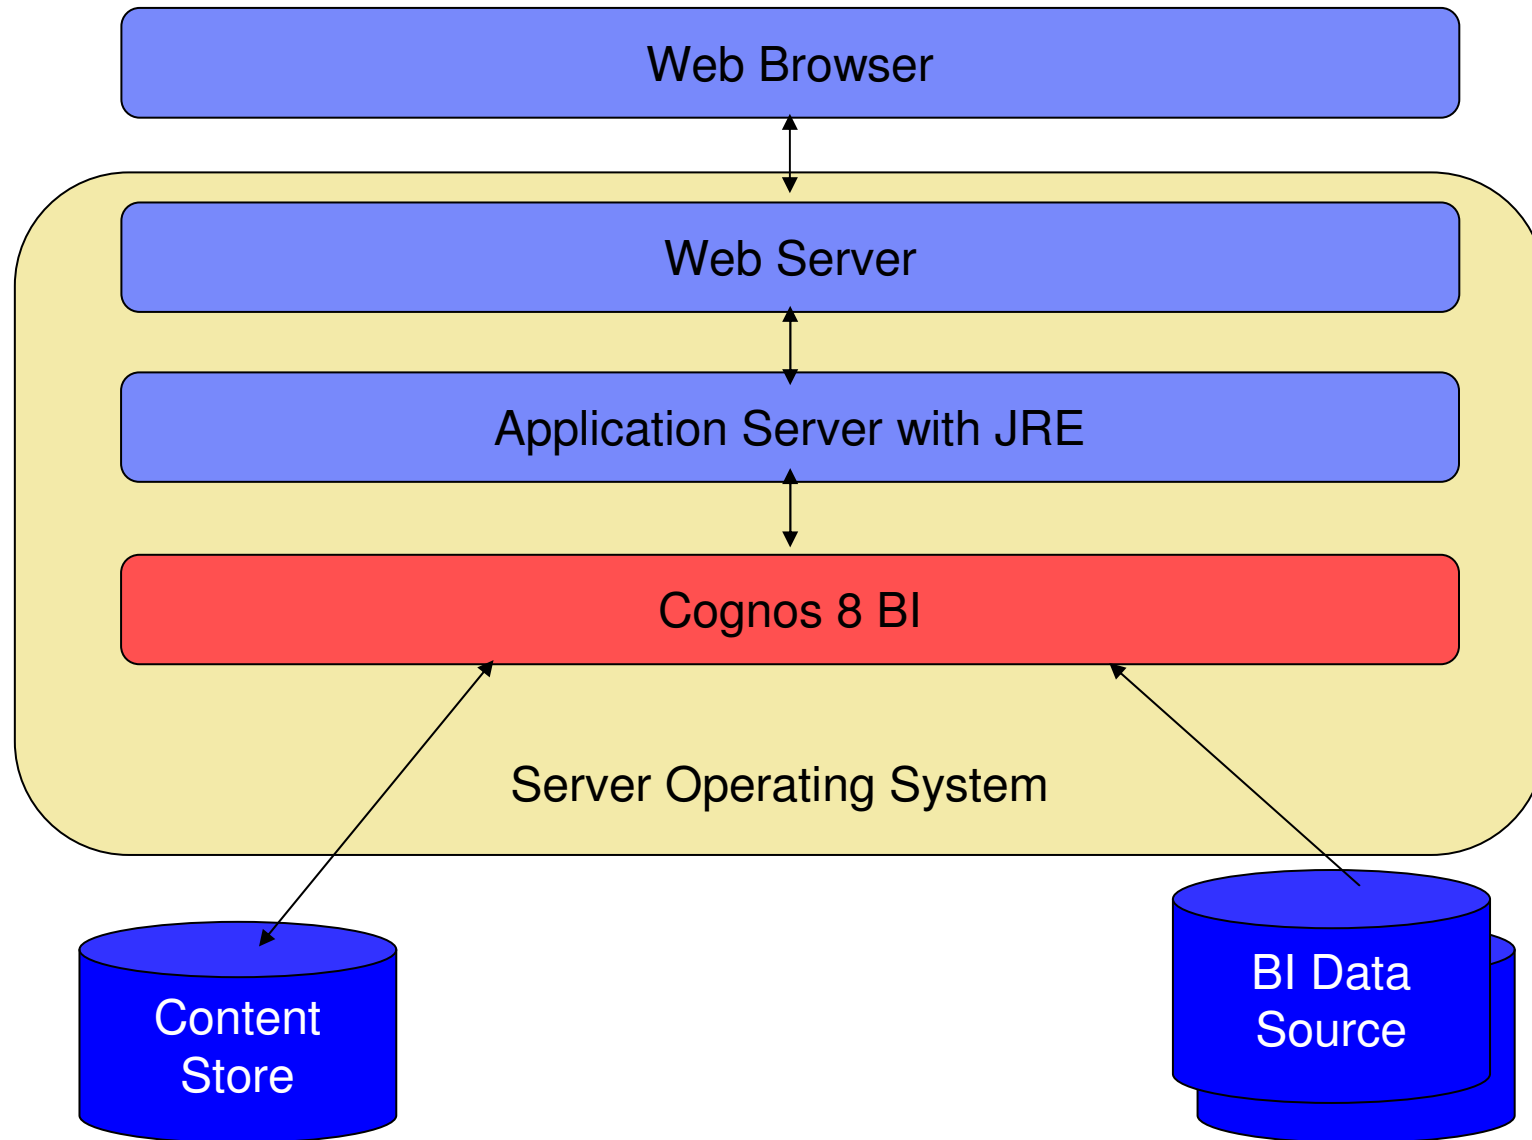 Web Browser
Web Server
Application Server with JRE
Cognos 8 BI
Server Operating System
Content
Store
BI Data
Source